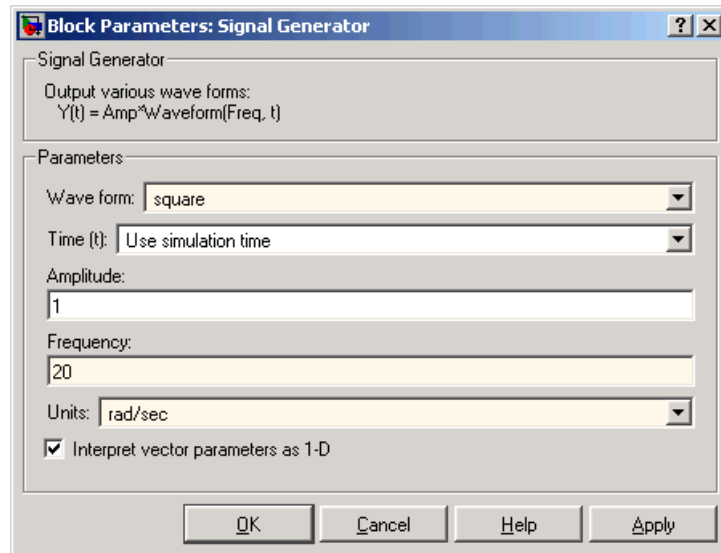 Block Parameters: Signal Generator
Signal Generator
Output various wave forms:
Y(t) = Amp*Waveform(Freq, t)
Parameters
Wave form: square
Time (t): Use simulation time
Amplitude:
1
Frequency:
20
Units: rad/sec
Interpret vector parameters as 1-D
OK Cancel Help Apply